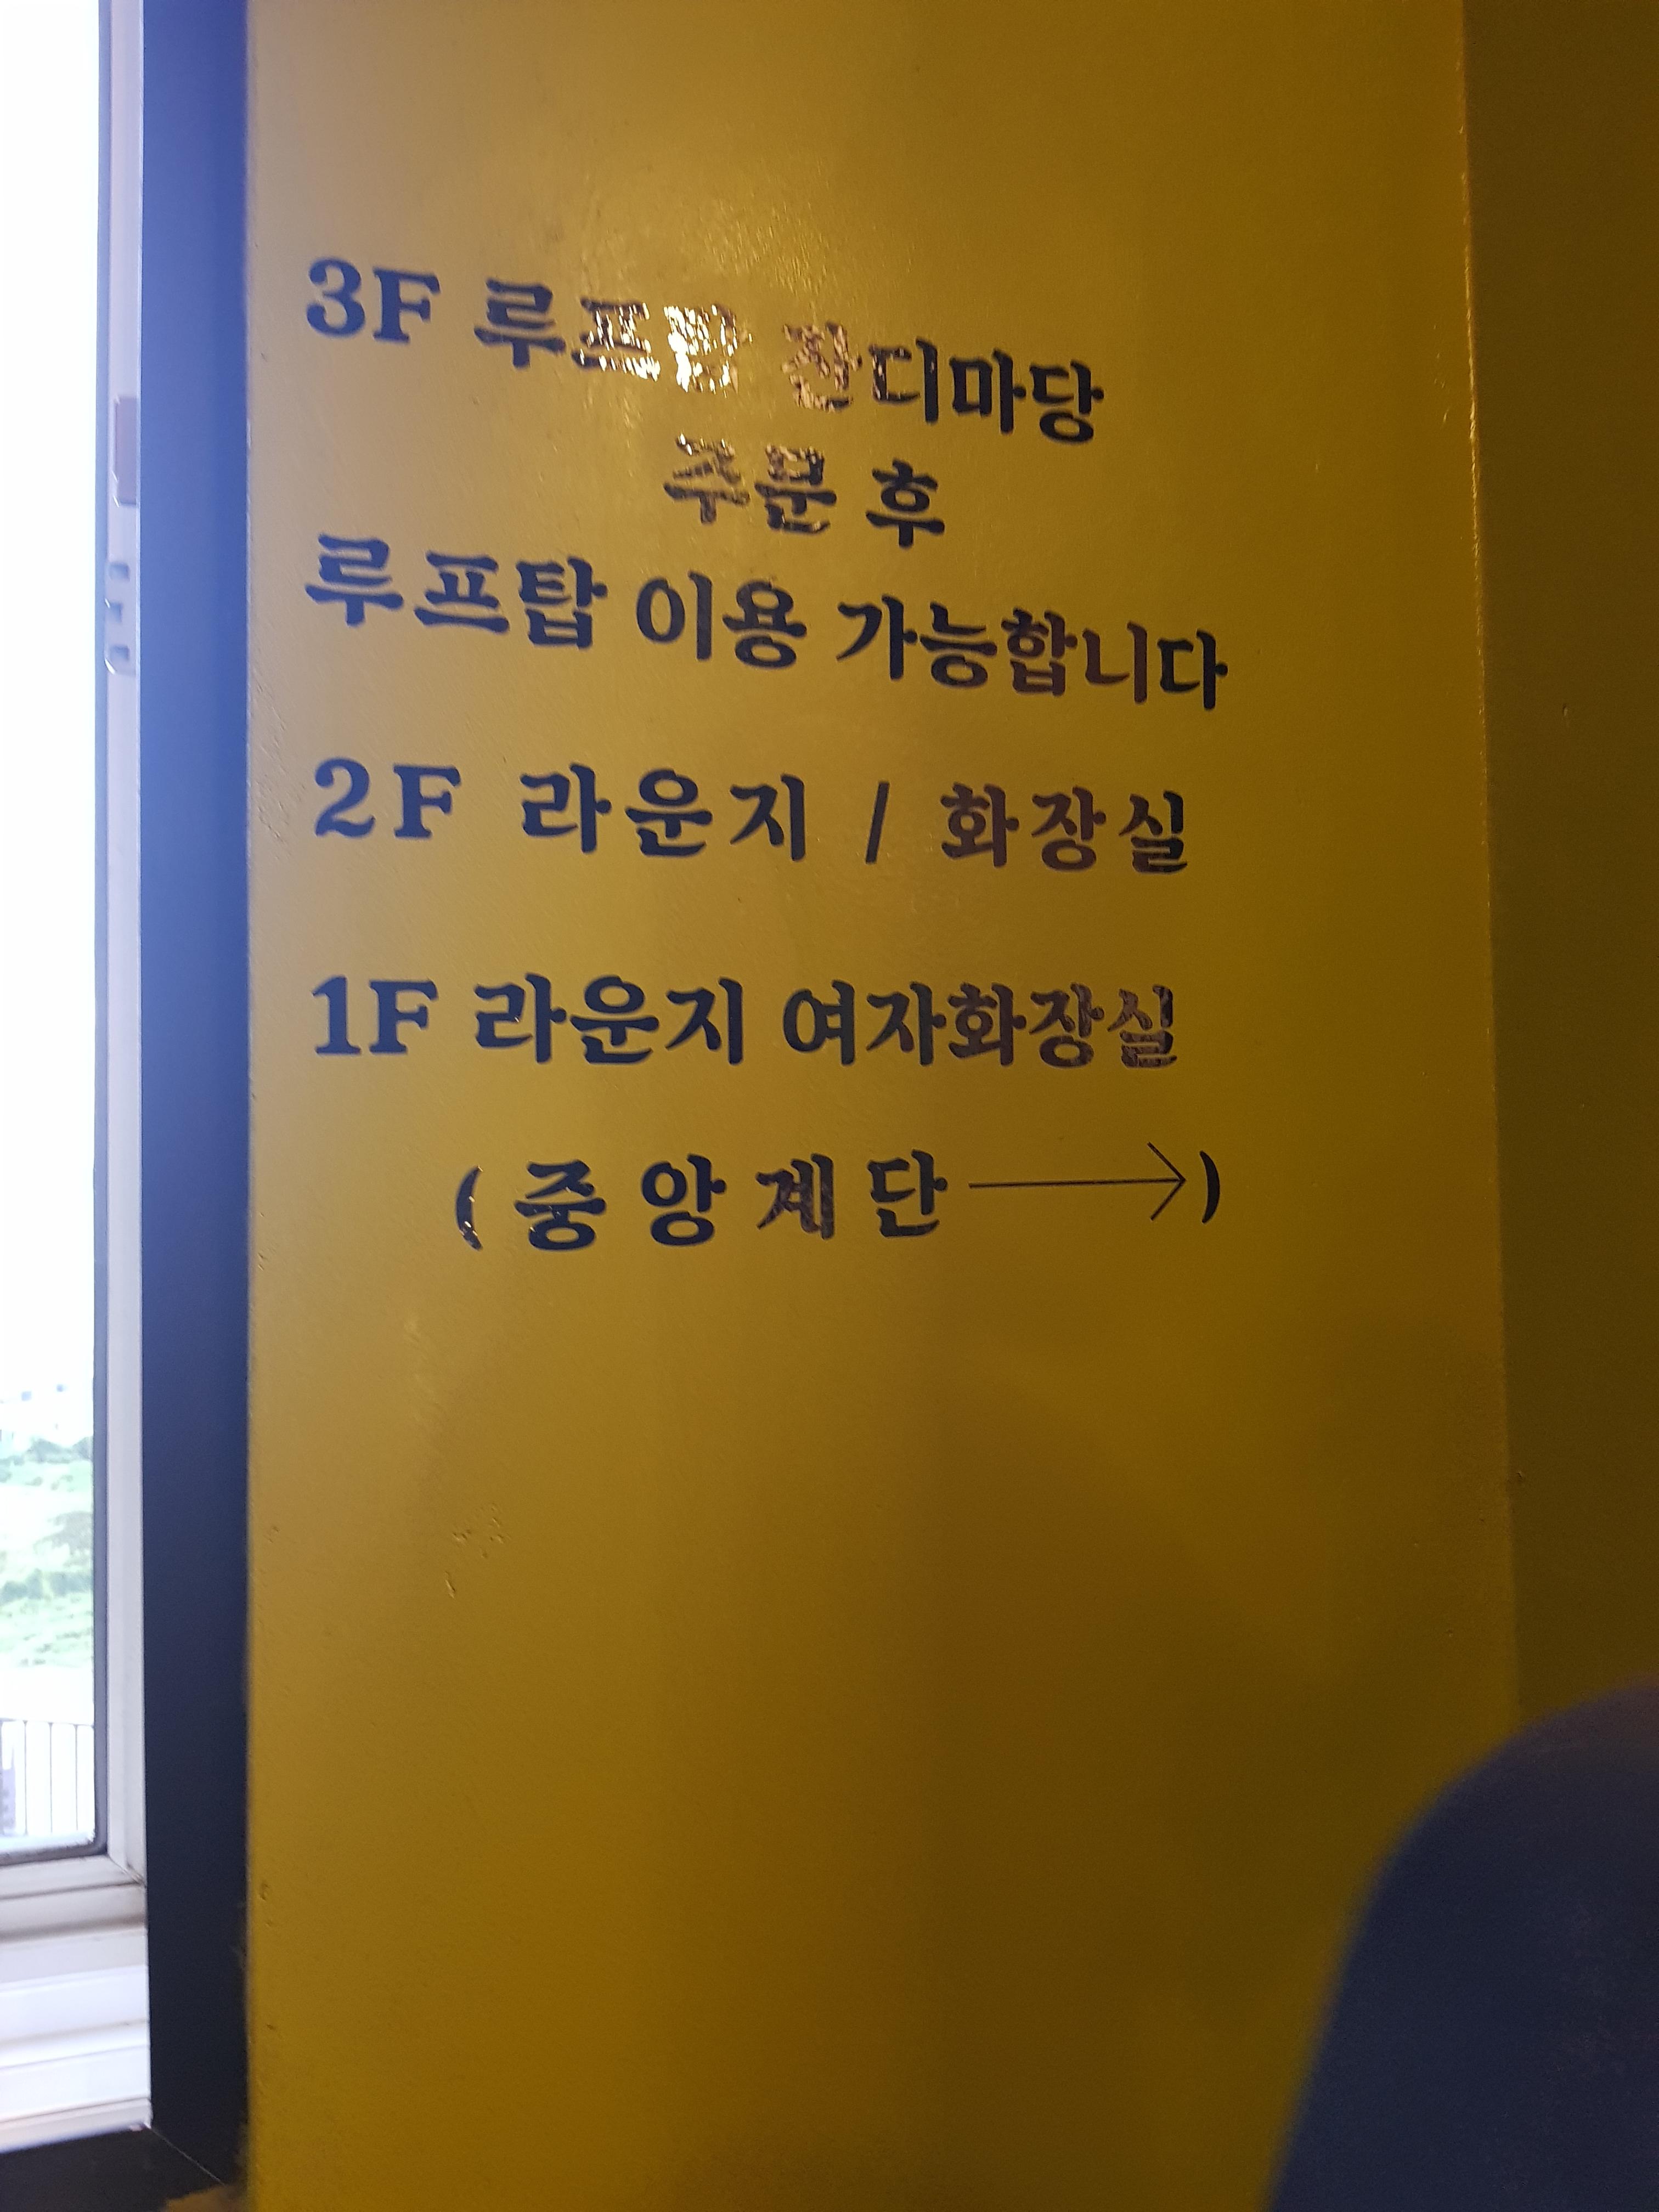 3F 루프탑 잔디마당
주문 후
루프탑 이용 가능합니다
2F 라운지 / 화장실
1F 라운지 여자화장실
( 중앙계단 → )